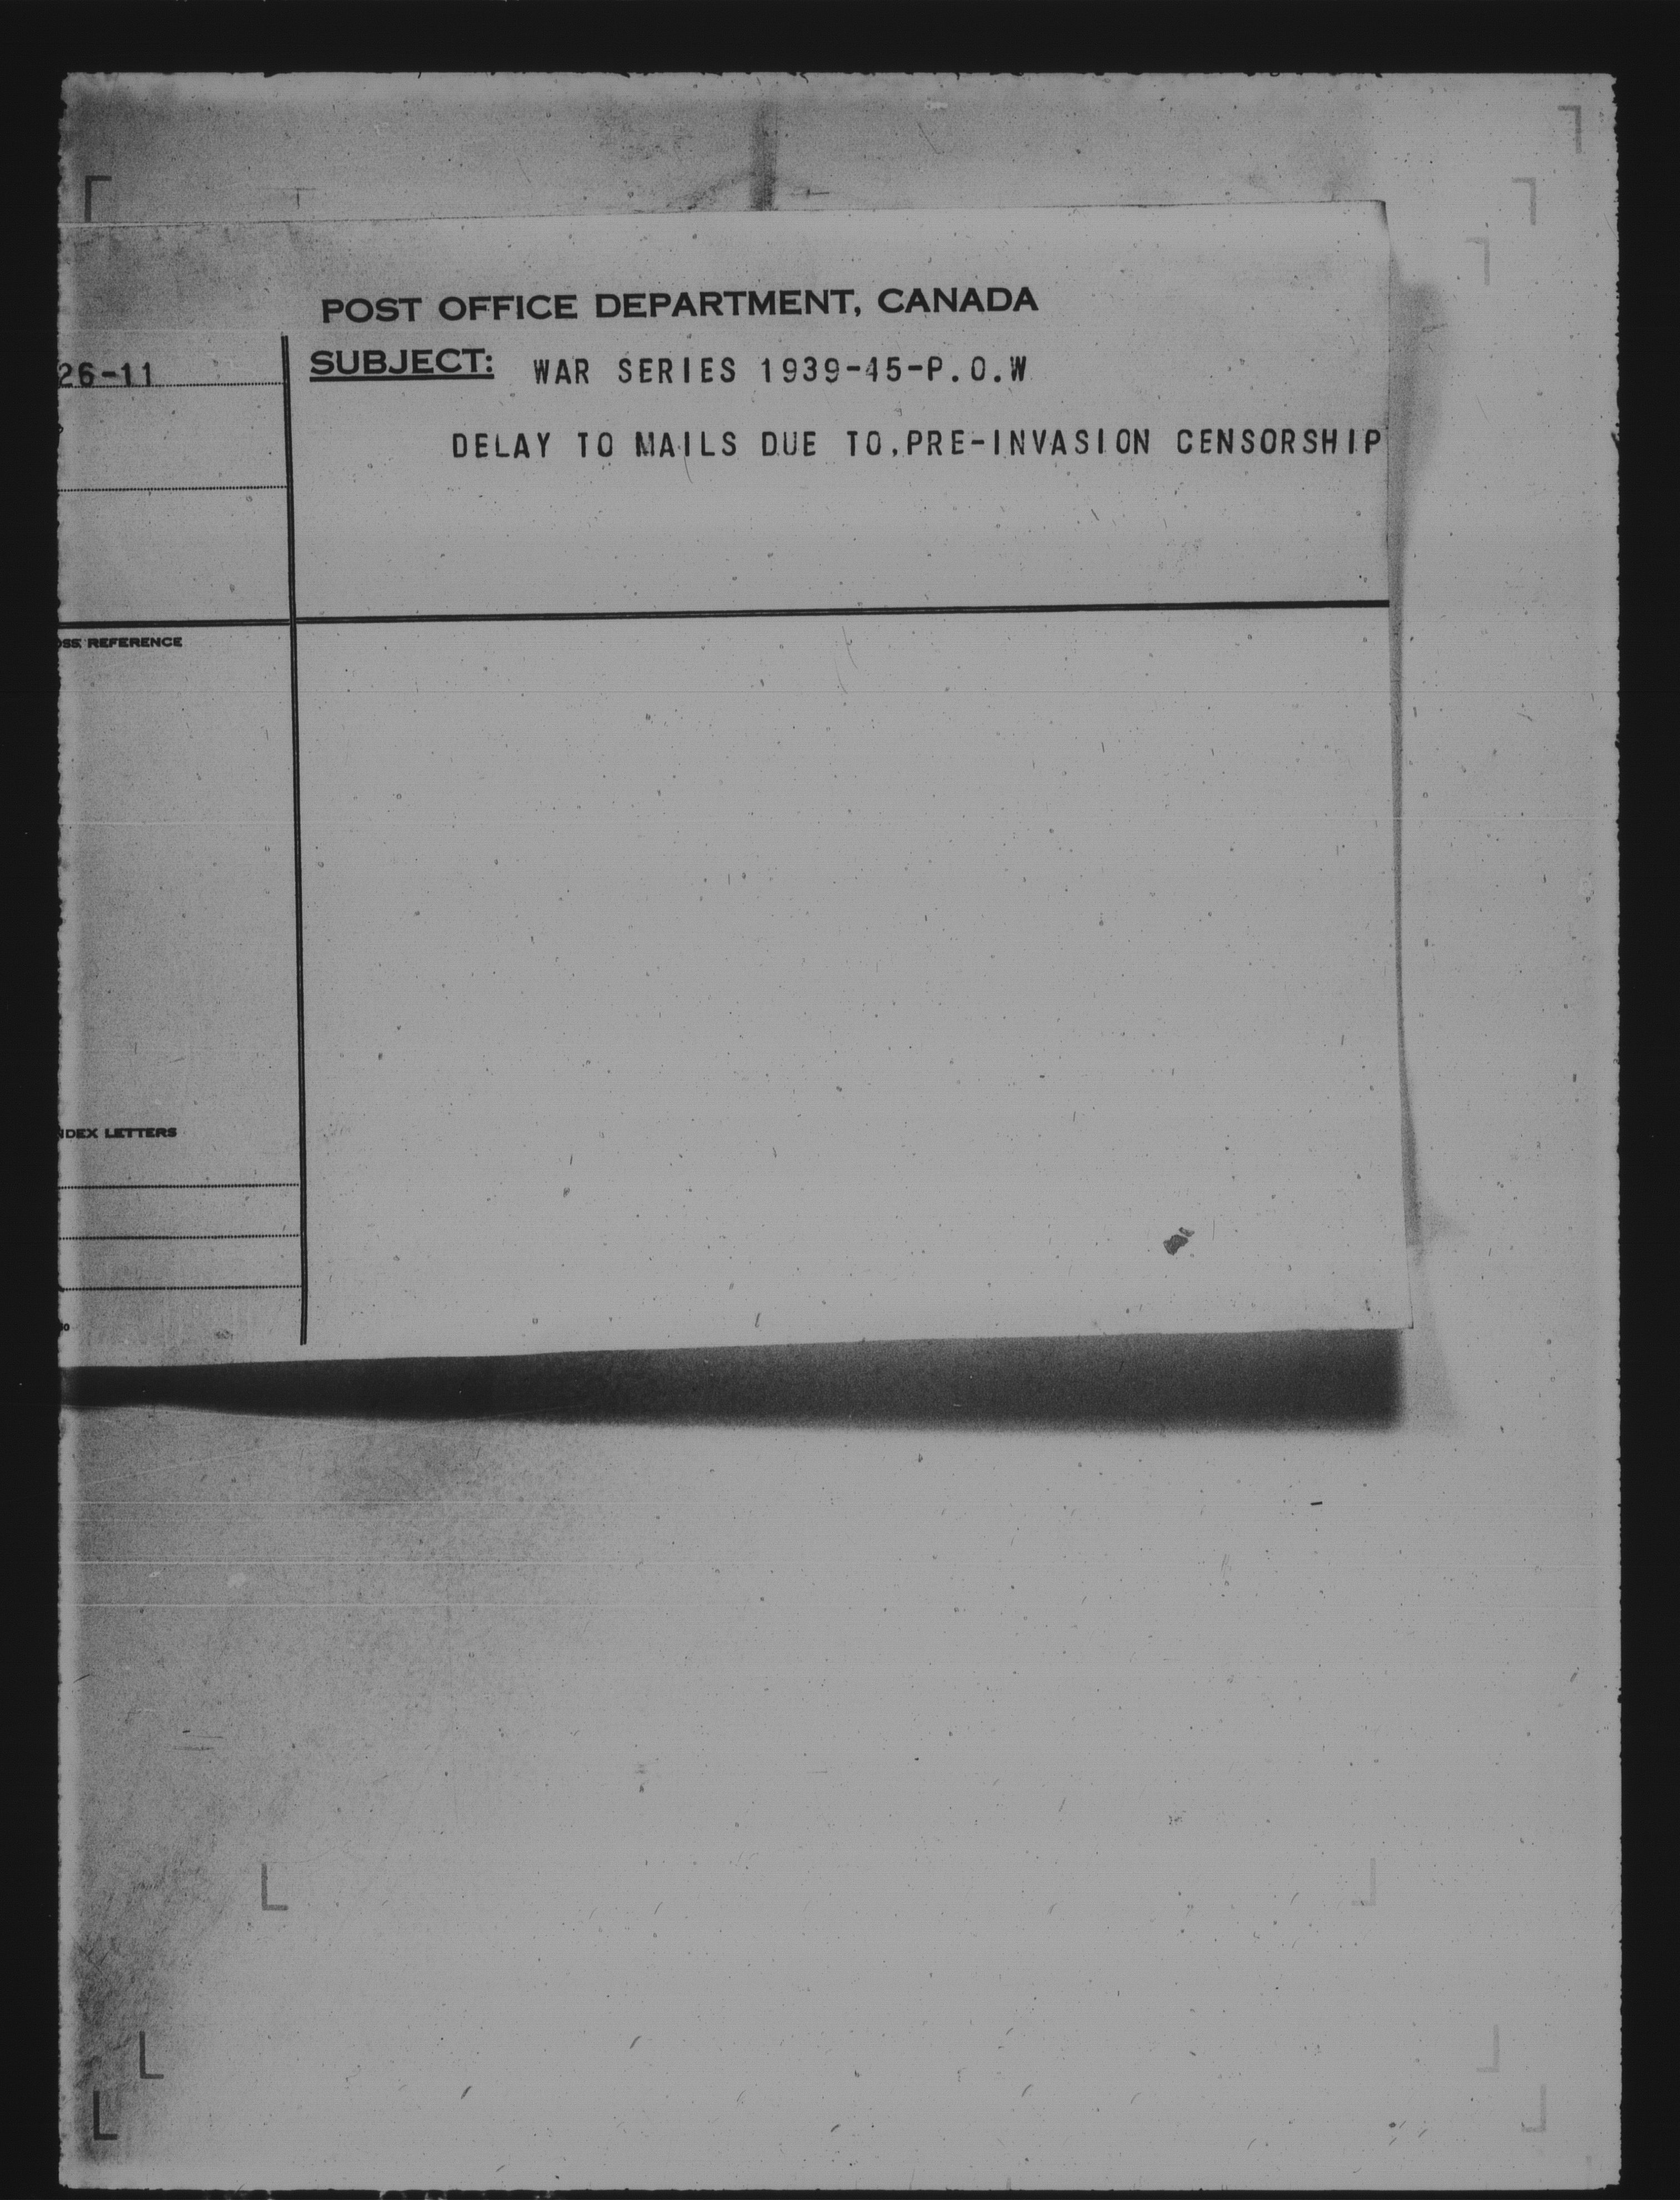 POST OFFICE DEPARTMENT, CANADA
26-11
SUBJECT: WAR SERIES 1939-45-P.O.W
DELAY TO MAILS DUE TO,PRE-INVASION CENSORSHIP
OSS REFERENCE
NDEX LETTERS